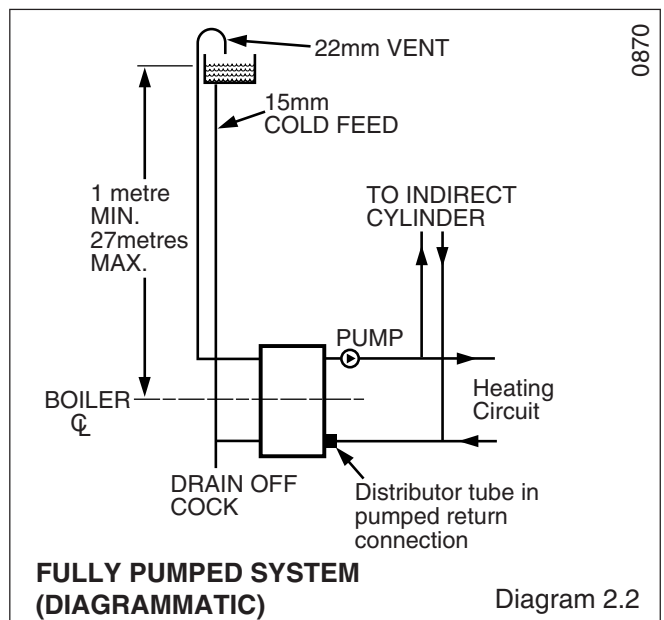 0870
22mm VENT
15mm
COLD FEED
1 metre
MIN.
27metres
MAX.
TO INDIRECT
CYLINDER
PUMP
BOILER
℄
Heating
Circuit
DRAIN OFF
COCK
Distributor tube in
pumped return
connection
FULLY PUMPED SYSTEM
(DIAGRAMMATIC)
Diagram 2.2